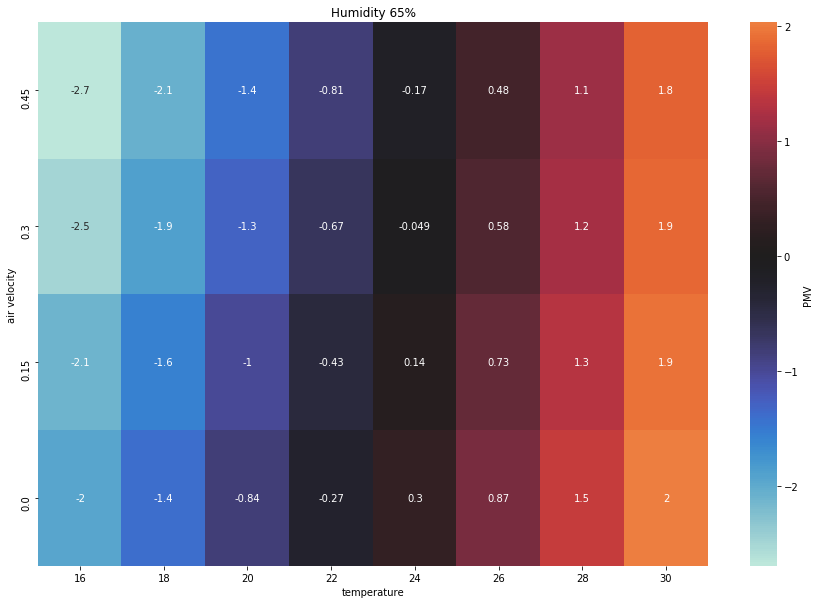 Humidity 65%
0.45 -2.7 -2.1 -1.4 -0.81 -0.17 0.48 1.1 1.8
0.3 -2.5 -1.9 -1.3 -0.67 -0.049 0.58 1.2 1.9
0.15 -2.1 -1.6 -1 -0.43 0.14 0.73 1.3 1.9
0.0 -2 -1.4 -0.84 -0.27 0.3 0.87 1.5 2
16 18 20 22 24 26 28 30
temperature
air velocity
2
1
0
−1
−2
PMV